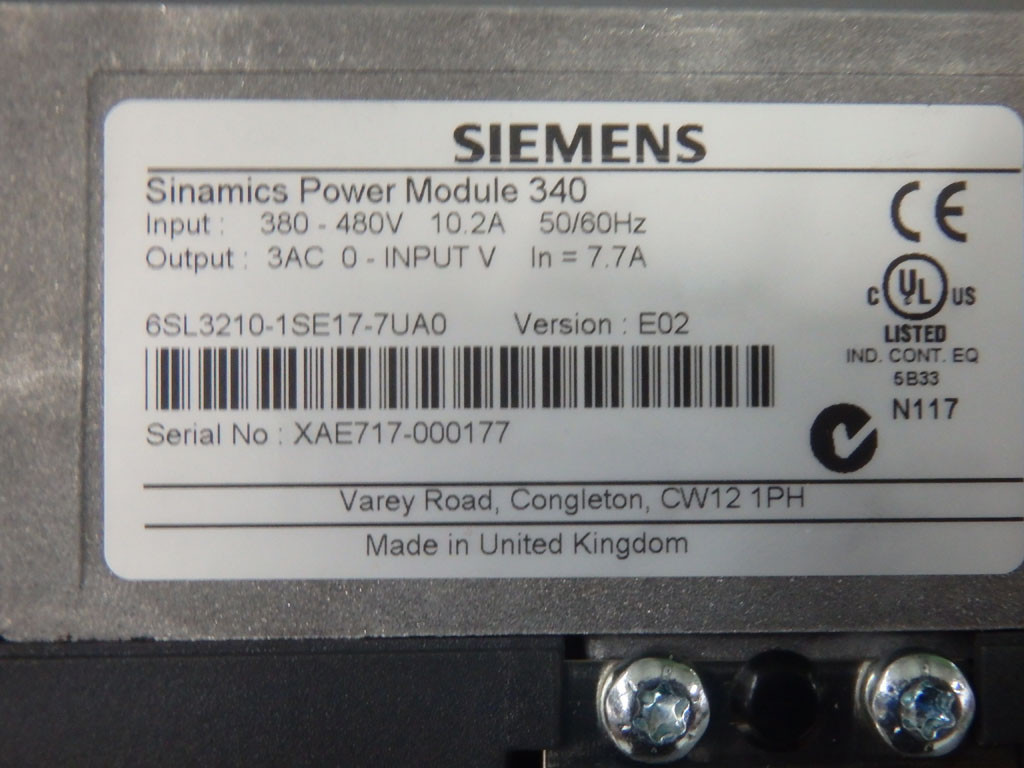 SIEMENS
Sinamics Power Module 340
Input : 380 - 480V 10.2A 50/60Hz
Output : 3AC 0 - INPUT V In = 7.7A
CE
6SL3210-1SE17-7UA0 Version : E02
C UL US
LISTED
IND. CONT. EQ
5B33
N117
Serial No : XAE717-000177
Varey Road, Congleton, CW12 1PH
Made in United Kingdom